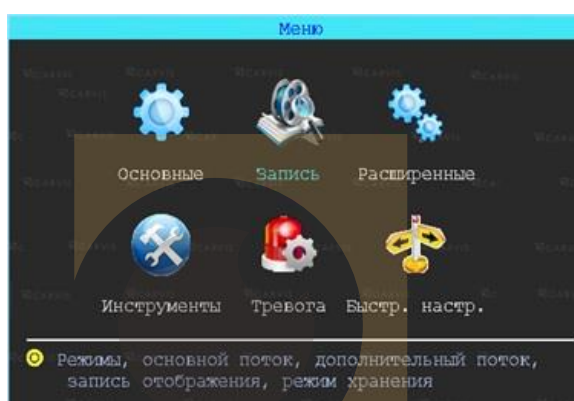 Меню
Основные Запись Расширенные
Инструменты Тревога Быстр. настр.
Режимы, основной поток, дополнительный поток,
запись отображения, режим хранения